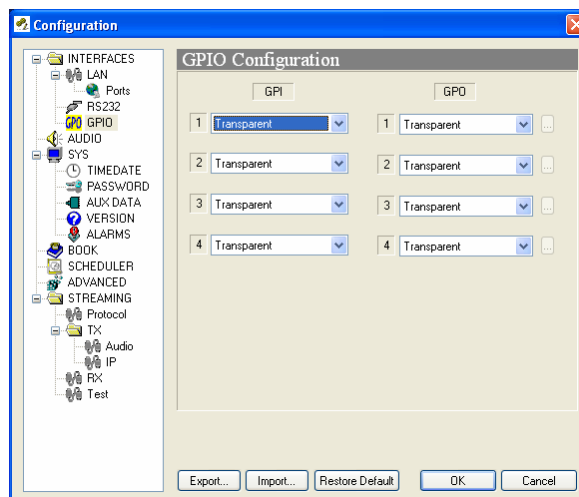 Configuration
INTERFACES
LAN
Ports
RS232
GPO GPIO
AUDIO
SYS
TIMEDATE
PASSWORD
AUX DATA
VERSION
ALARMS
BOOK
SCHEDULER
ADVANCED
STREAMING
Protocol
TX
Audio
IP
RX
Test
GPIO Configuration
GPI GPO
1 Transparent 1 Transparent ...
2 Transparent 2 Transparent ...
3 Transparent 3 Transparent ...
4 Transparent 4 Transparent ...
Export... Import... Restore Default OK Cancel